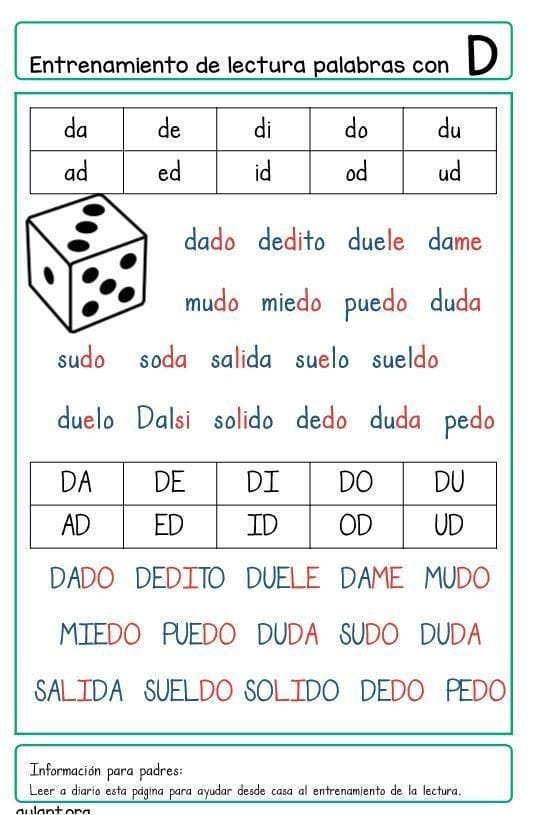 Entrenamiento de lectura palabras con D
da de di do du
ad ed id od ud
dado dedito duele dame
mudo miedo puedo duda
sudo soda salida suelo sueldo
duelo Dalsi solido dedo duda pedo
DA DE DI DO DU
AD ED ID OD UD
DADO DEDITO DUELE DAME MUDO
MIEDO PUEDO DUDA SUDO DUDA
SALIDA SUELDO SOLIDO DEDO PEDO
Información para padres:
Leer a diario esta página para ayudar desde casa al entrenamiento de la lectura.